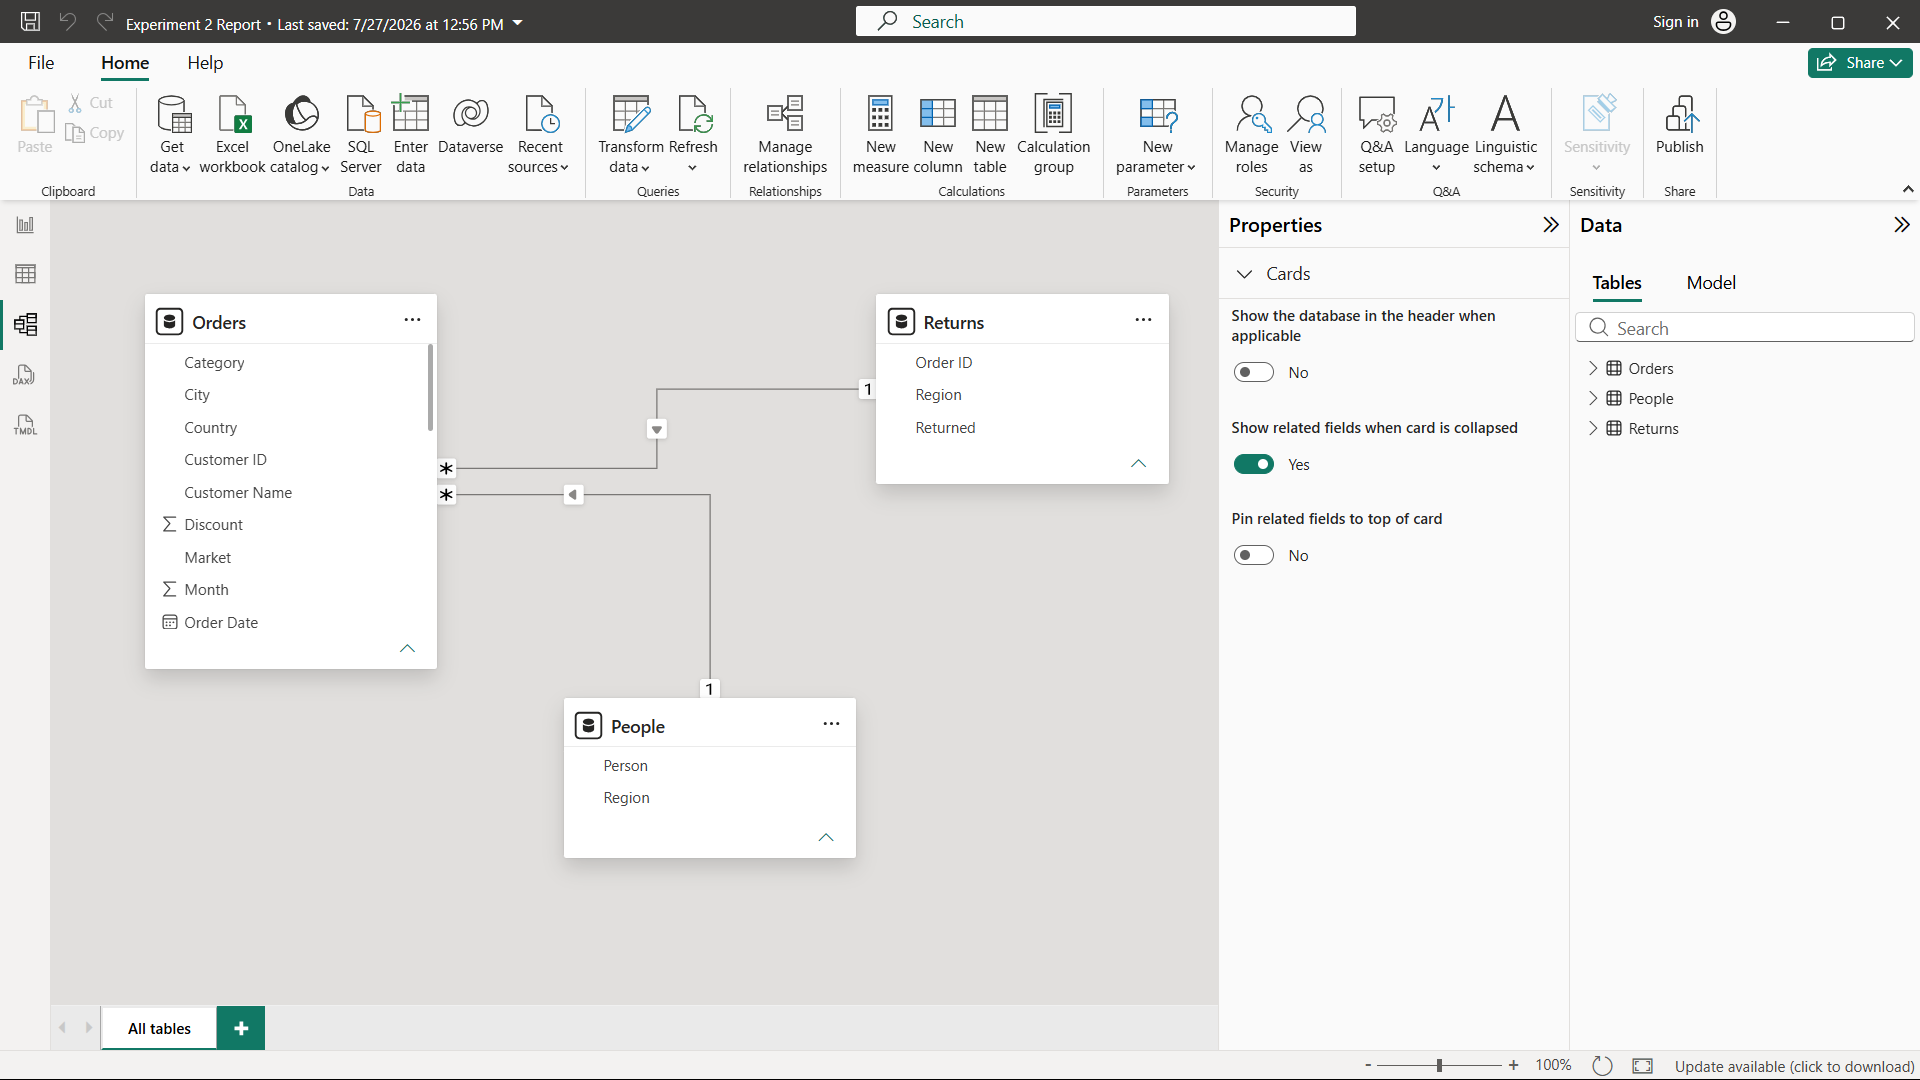 Experiment 2 Report • Last saved: 7/27/2026 at 12:56 PM
Search
Sign in
File
Home
Help
Share
Paste
Cut
Copy
Clipboard
Get data
Excel workbook
OneLake catalog
SQL Server
Enter data
Dataverse
Recent sources
Data
Transform data
Refresh
Queries
Manage relationships
Relationships
New measure
New column
New table
Calculation group
Calculations
New parameter
Parameters
Manage roles
View as
Security
Q&A setup
Language
Linguistic schema
Q&A
Sensitivity
Sensitivity
Publish
Share
DAX
TMDL
Orders
Category
City
Country
Customer ID
Customer Name
Discount
Market
Month
Order Date
Returns
Order ID
Region
Returned
1
*
*
1
People
Person
Region
Properties
Cards
Show the database in the header when
applicable
No
Show related fields when card is collapsed
Yes
Pin related fields to top of card
No
Data
Tables
Model
Search
Orders
People
Returns
All tables
+
- + 100%
Update available (click to download)